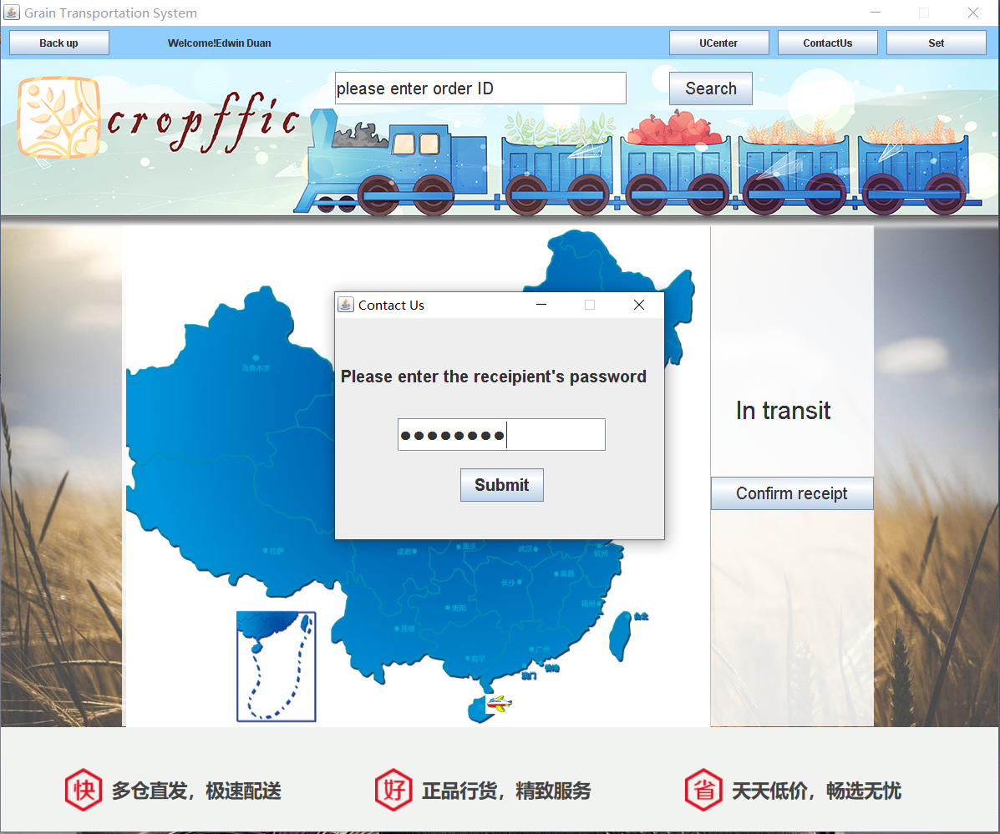 Grain Transportation System
Back up
Welcome!Edwin Duan
UCenter
ContactUs
Set
please enter order ID
Search
cropffic
Contact Us
Please enter the receipient's password
Submit
In transit
Confirm receipt
乌鲁木齐
拉萨
成都
重庆
武汉
杭州
长沙
南昌
贵阳
福州
昆明
台北
广州
南宁
香港
澳门
快 多仓直发，极速配送
好 正品行货，精致服务
省 天天低价，畅选无忧